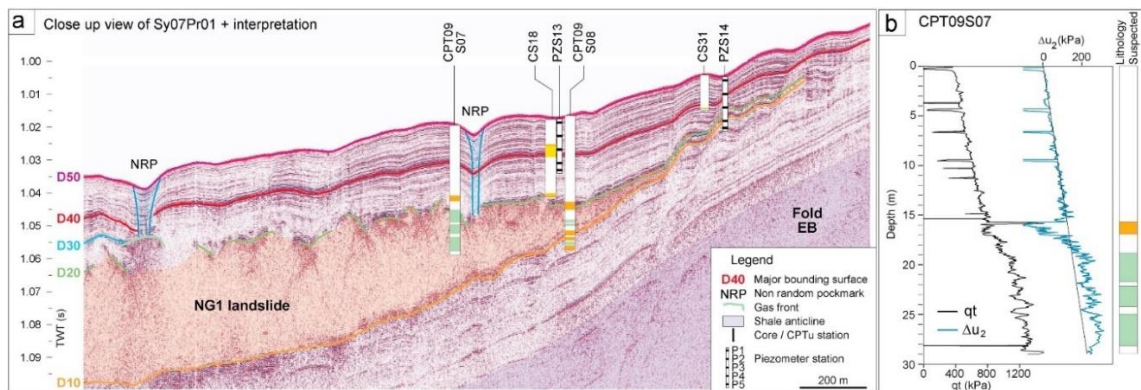 a Close up view of Sy07Pr01 + interpretation
CPT09
S07
CS18
PZS13
CPT09
S08
CS31
PZS14
NRP
NRP
1.00
1.01
1.02
1.03
1.04
1.05
1.06
1.07
1.08
1.09
TWT (s)
D50
D40
D30
D20
D10
NG1 landslide
Fold
EB
Legend
D40 Major bounding surface
NRP Non random pockmark
Gas front
Shale anticline
Core / CPTu station
P1
P2
P3
P4
P5
Piezometer station
200 m
b CPT09S07
Δu2(kPa)
0 200
Lithology
Suspected
0
5
10
15
20
25
30
Depth (m)
qt
Δu2
0 400 800 1200
qt (kPa)